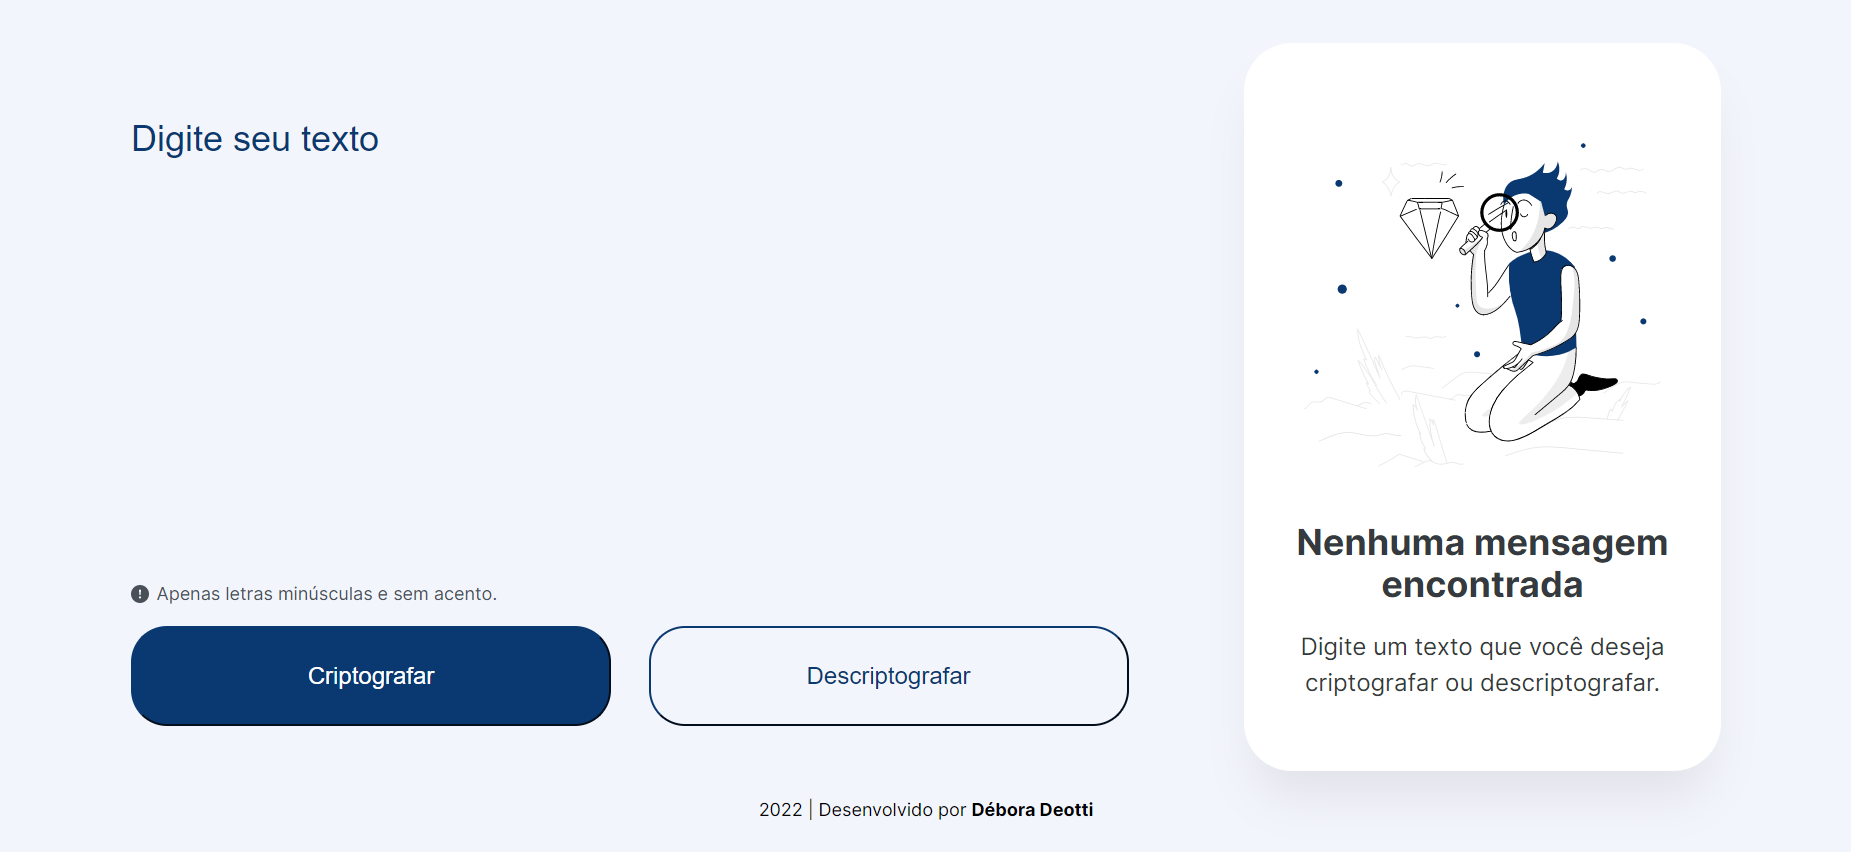 Digite seu texto
Apenas letras minúsculas e sem acento.
Criptografar
Descriptografar
Nenhuma mensagem
encontrada
Digite um texto que você deseja
criptografar ou descriptografar.
2022 | Desenvolvido por Débora Deotti